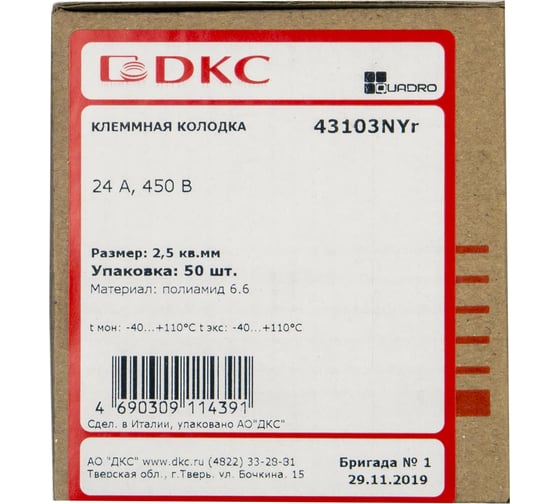 DKC
QUADRO
КЛЕММНАЯ КОЛОДКА 43103NYr
24 А, 450 В
Размер: 2,5 кв.мм
Упаковка: 50 шт.
Материал: полиамид 6.6
t мон: -40...+110°C t экс: -40...+110°C
4 690309 114391
Сдел. в Италии, упаковано АО"ДКС"
АО "ДКС" www.dkc.ru (4822) 33-28-81
Тверская обл., г.Тверь. ул. Бочкина. 15
Бригада № 1
29.11.2019